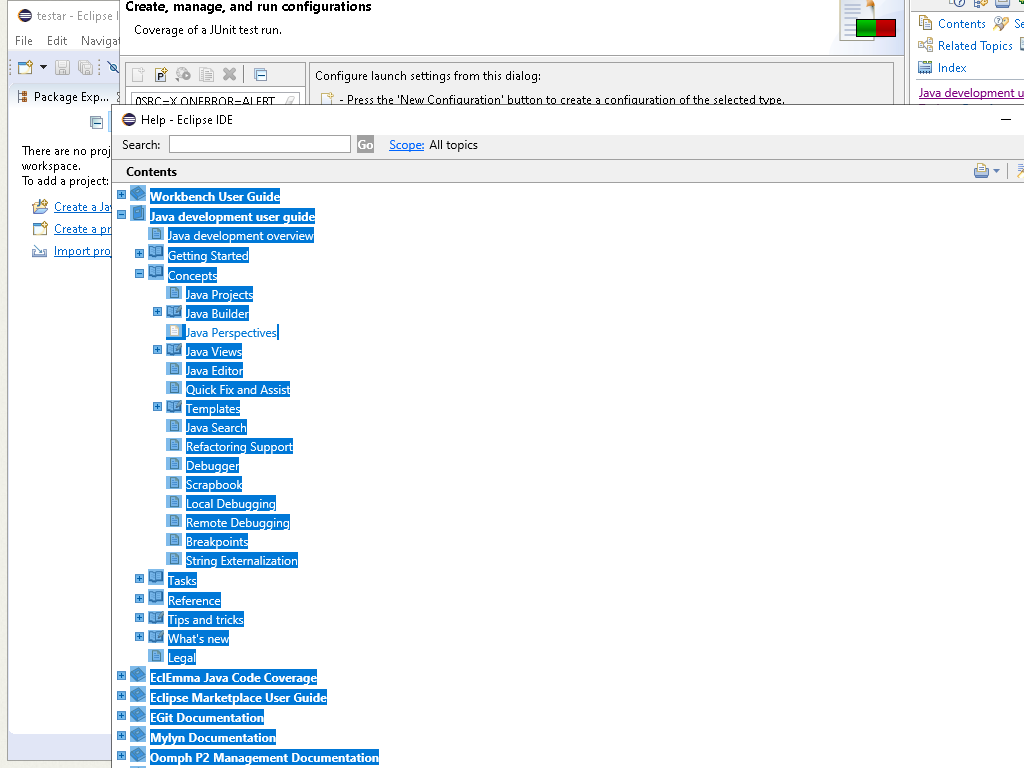 testar - Eclipse I
File Edit Naviga
Package Exp...
There are no proj
workspace.
To add a project:
Create a Ja
Create a pr
Import pro
Create, manage, and run configurations
Coverage of a JUnit test run.
Configure launch settings from this dialog:
- Press the 'New Configuration' button to create a configuration of the selected type.
0SRC=X.ONERROR=ALERT
Contents Se
Related Topics
Index
Java development u
Help - Eclipse IDE
Search: Go Scope: All topics
Contents
Workbench User Guide
Java development user guide
Java development overview
Getting Started
Concepts
Java Projects
Java Builder
Java Perspectives
Java Views
Java Editor
Quick Fix and Assist
Templates
Java Search
Refactoring Support
Debugger
Scrapbook
Local Debugging
Remote Debugging
Breakpoints
String Externalization
Tasks
Reference
Tips and tricks
What's new
Legal
EclEmma Java Code Coverage
Eclipse Marketplace User Guide
EGit Documentation
Mylyn Documentation
Oomph P2 Management Documentation